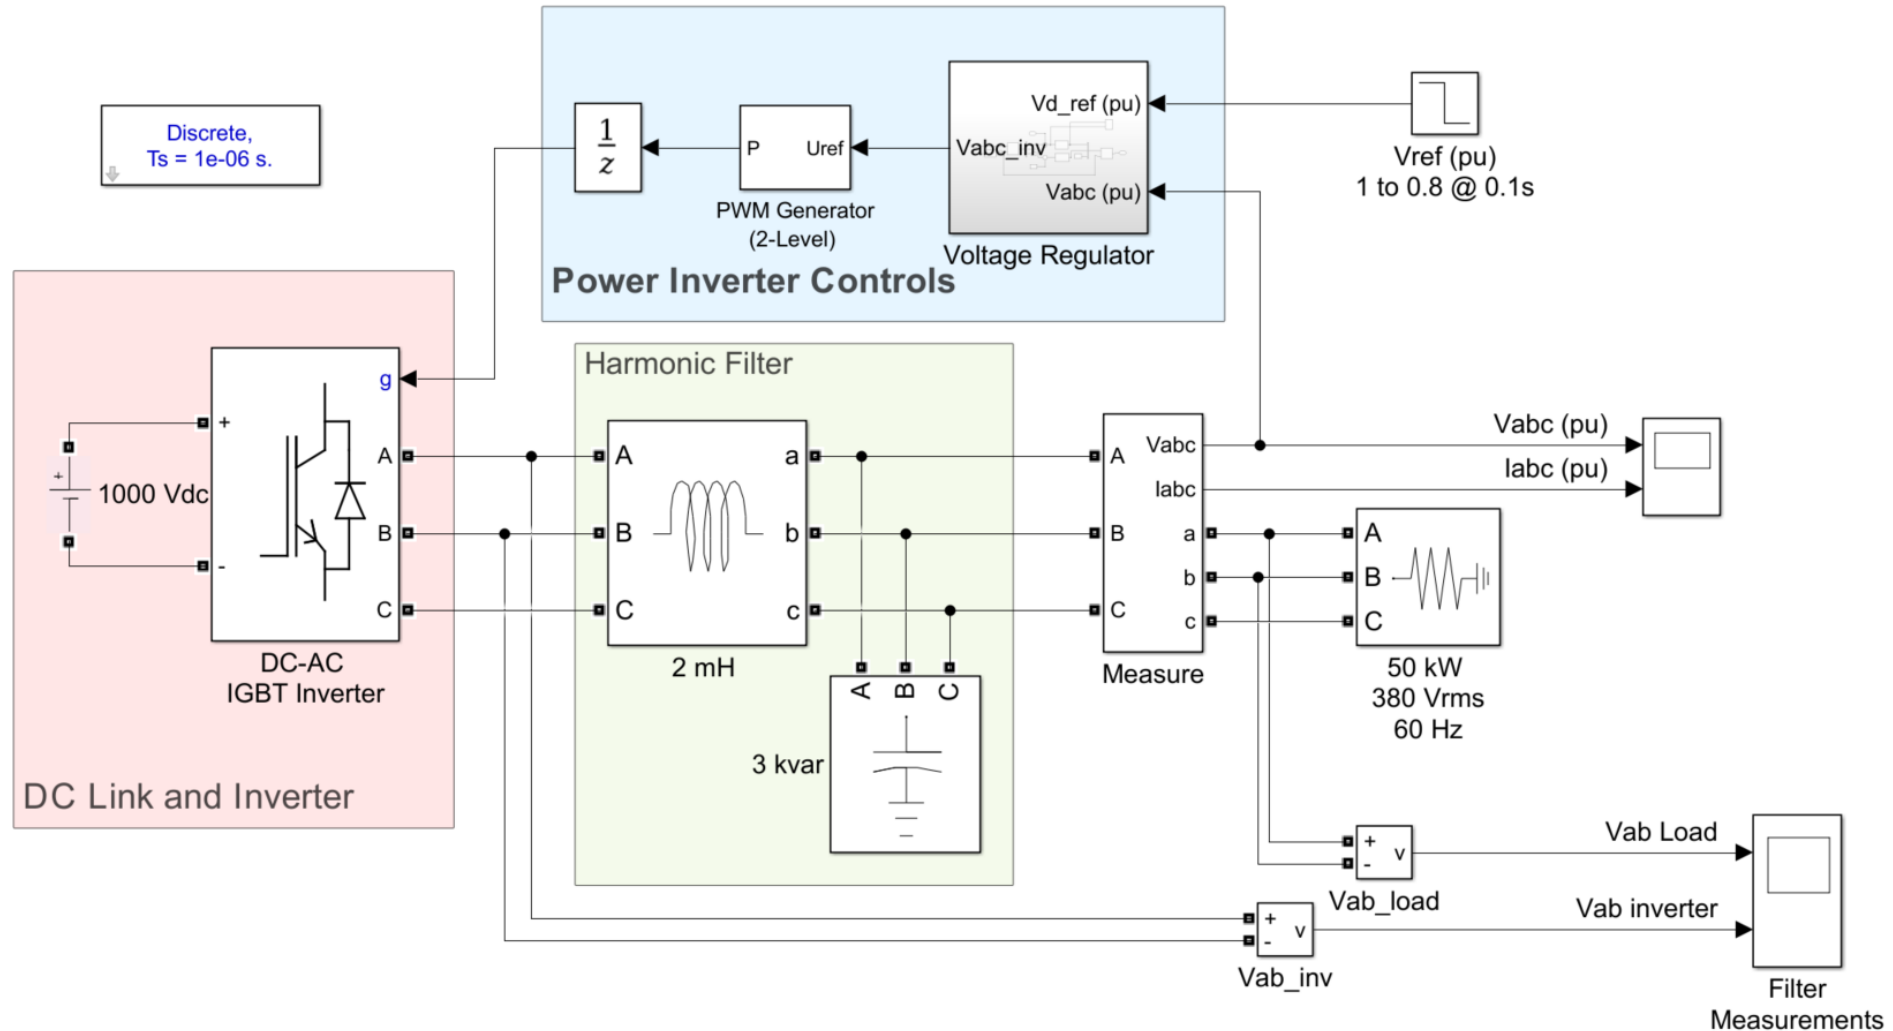 Discrete,
Ts = 1e-06 s.
1
z
P
Uref
PWM Generator
(2-Level)
Vd_ref (pu)
Vabc_inv
Vabc (pu)
Voltage Regulator
Power Inverter Controls
Vref (pu)
1 to 0.8 @ 0.1s
+
1000 Vdc
+
-
g
A
B
C
DC-AC
IGBT Inverter
DC Link and Inverter
Harmonic Filter
A
B
C
a
b
c
2 mH
A
B
C
3 kvar
A
B
C
Vabc
Iabc
a
b
c
Measure
Vabc (pu)
Iabc (pu)
A
B
C
50 kW
380 Vrms
60 Hz
+
-
v
Vab_load
Vab Load
+
-
v
Vab_inv
Vab inverter
Filter
Measurements